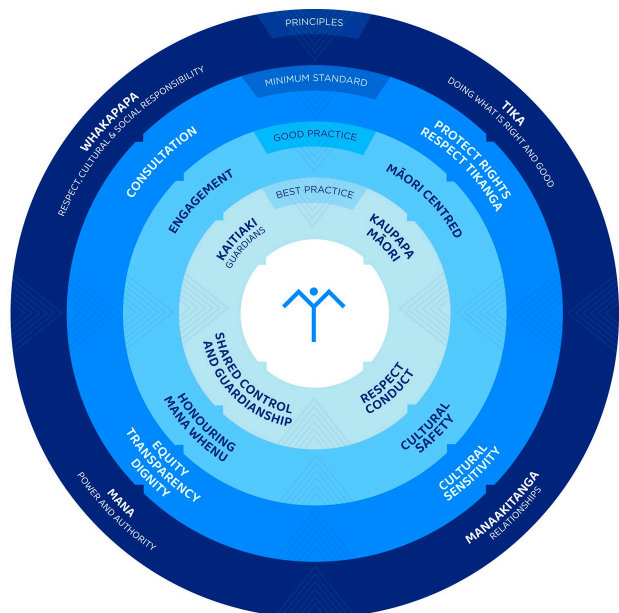 PRINCIPLES
WHAKAPAPA
RESPECT, CULTURAL & SOCIAL RESPONSIBILITY
TIKA
DOING WHAT IS RIGHT AND GOOD
MINIMUM STANDARD
CONSULTATION
PROTECT RIGHTS
RESPECT TIKANGA
GOOD PRACTICE
ENGAGEMENT
MĀORI CENTRED
BEST PRACTICE
KAITIAKI
GUARDIANS
KAUPAPA
MĀORI
SHARED CONTROL
AND GUARDIANSHIP
RESPECT
CONDUCT
HONOURING
MANA WHENU
CULTURAL
SAFETY
EQUITY
TRANSPARENCY
DIGNITY
CULTURAL
SENSITIVITY
MANA
POWER AND AUTHORITY
MANAAKITANGA
RELATIONSHIPS